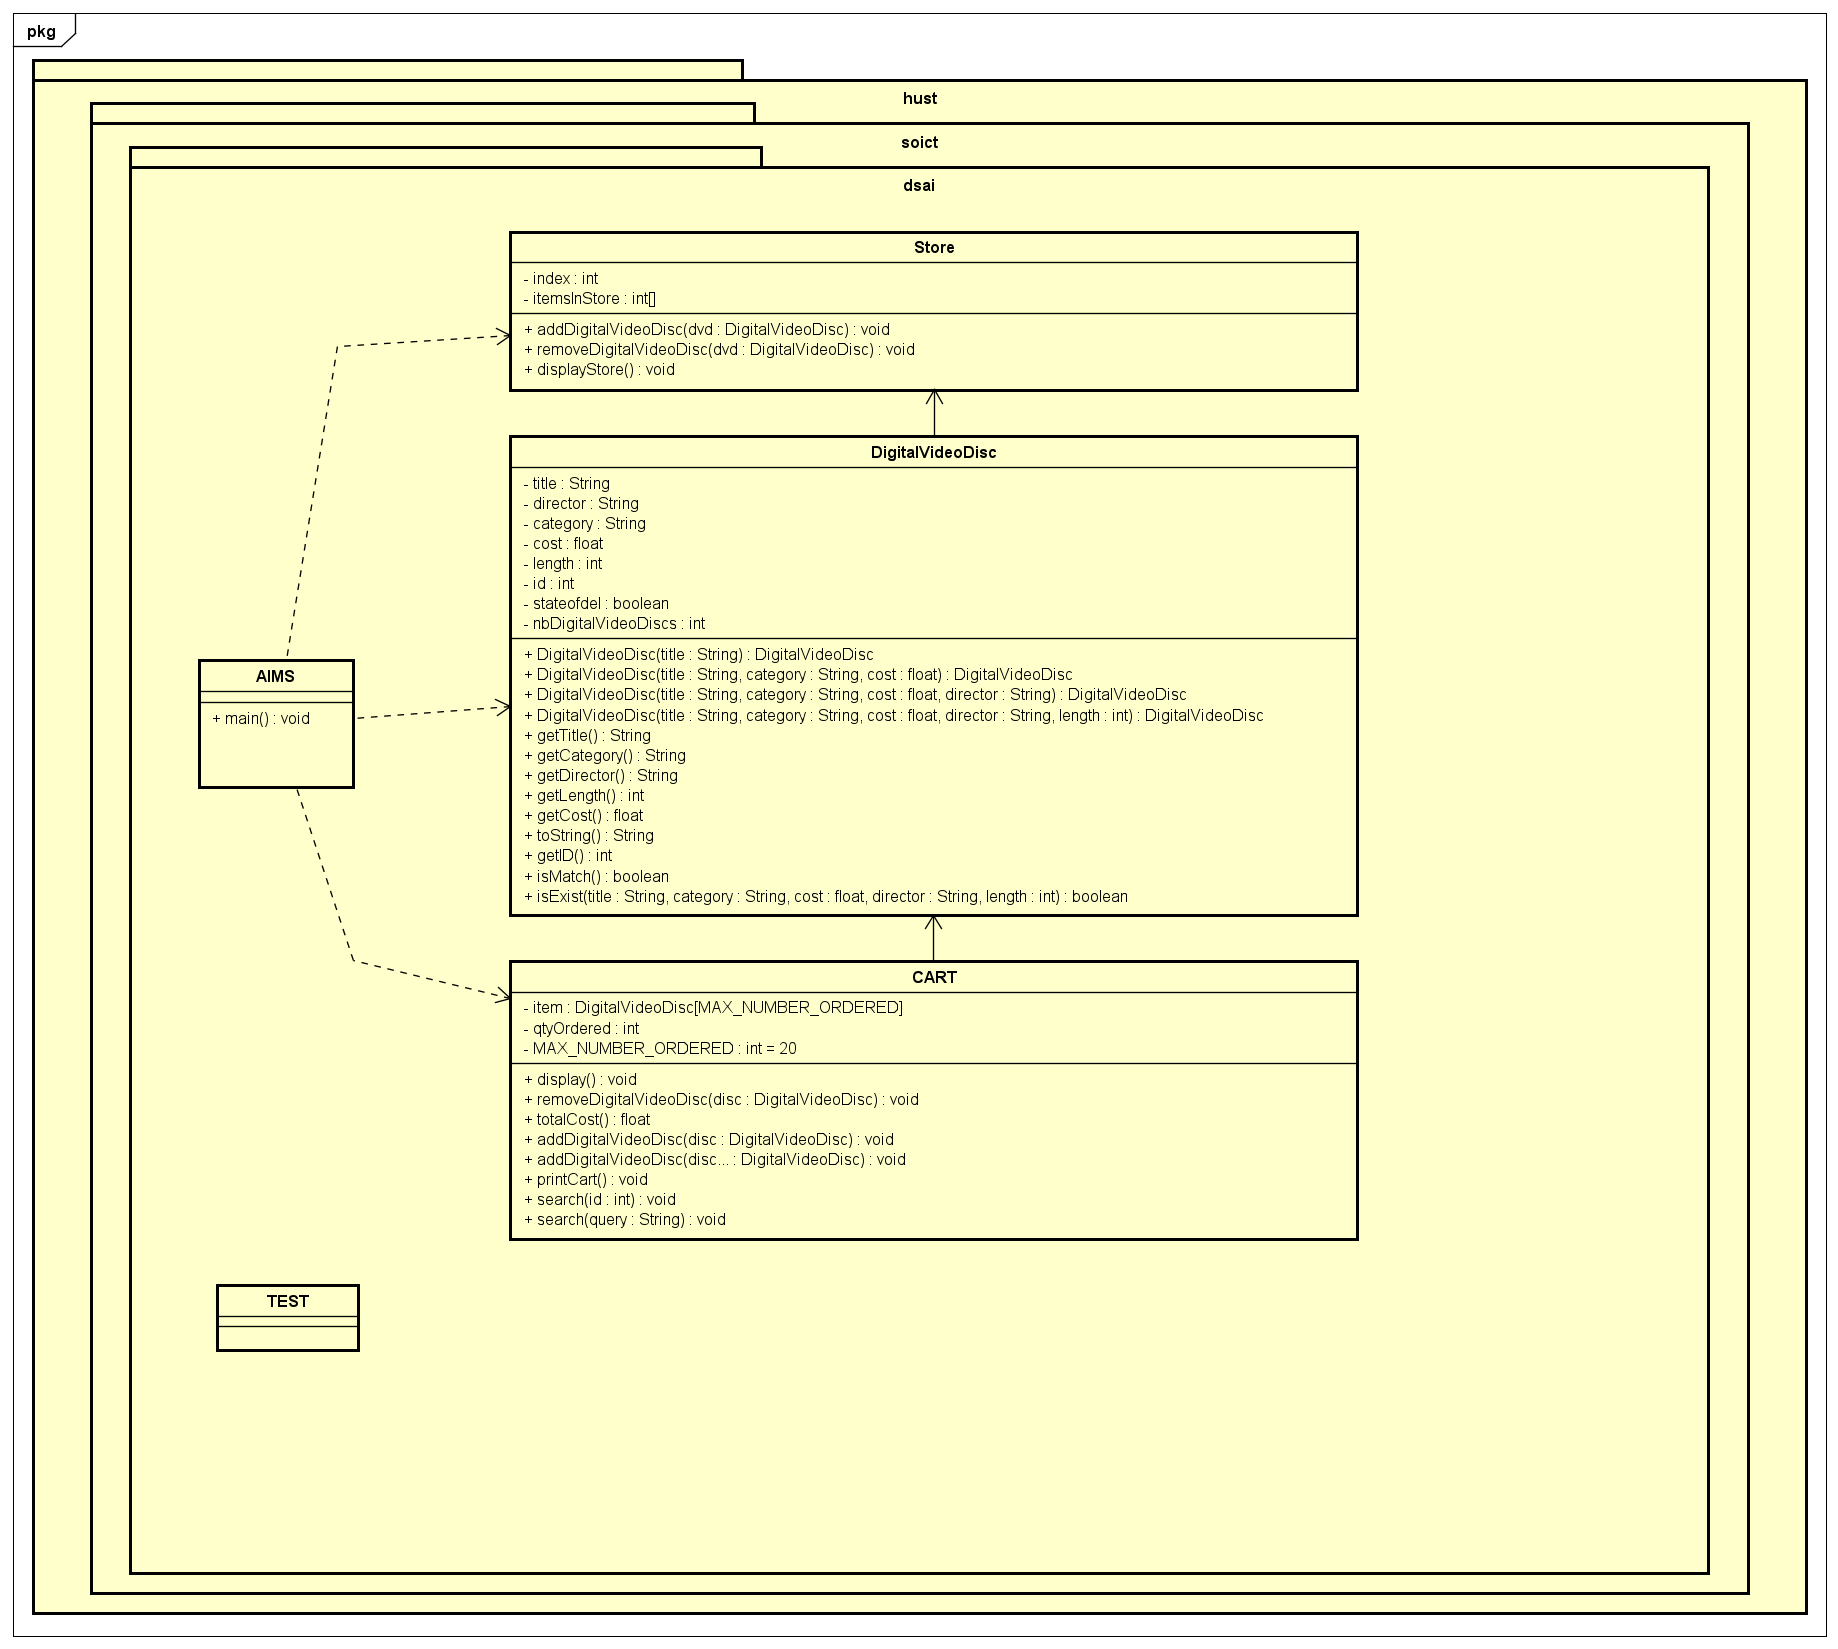 pkg
hust
soict
dsai
Store
- index : int
- itemsInStore : int[]
+ addDigitalVideoDisc(dvd : DigitalVideoDisc) : void
+ removeDigitalVideoDisc(dvd : DigitalVideoDisc) : void
+ displayStore() : void
DigitalVideoDisc
- title : String
- director : String
- category : String
- cost : float
- length : int
- id : int
- stateofdel : boolean
- nbDigitalVideoDiscs : int
+ DigitalVideoDisc(title : String) : DigitalVideoDisc
+ DigitalVideoDisc(title : String, category : String, cost : float) : DigitalVideoDisc
+ DigitalVideoDisc(title : String, category : String, cost : float, director : String) : DigitalVideoDisc
+ DigitalVideoDisc(title : String, category : String, cost : float, director : String, length : int) : DigitalVideoDisc
+ getTitle() : String
+ getCategory() : String
+ getDirector() : String
+ getLength() : int
+ getCost() : float
+ toString() : String
+ getID() : int
+ isMatch() : boolean
+ isExist(title : String, category : String, cost : float, director : String, length : int) : boolean
AIMS
+ main() : void
CART
- item : DigitalVideoDisc[MAX_NUMBER_ORDERED]
- qtyOrdered : int
- MAX_NUMBER_ORDERED : int = 20
+ display() : void
+ removeDigitalVideoDisc(disc : DigitalVideoDisc) : void
+ totalCost() : float
+ addDigitalVideoDisc(disc : DigitalVideoDisc) : void
+ addDigitalVideoDisc(disc... : DigitalVideoDisc) : void
+ printCart() : void
+ search(id : int) : void
+ search(query : String) : void
TEST